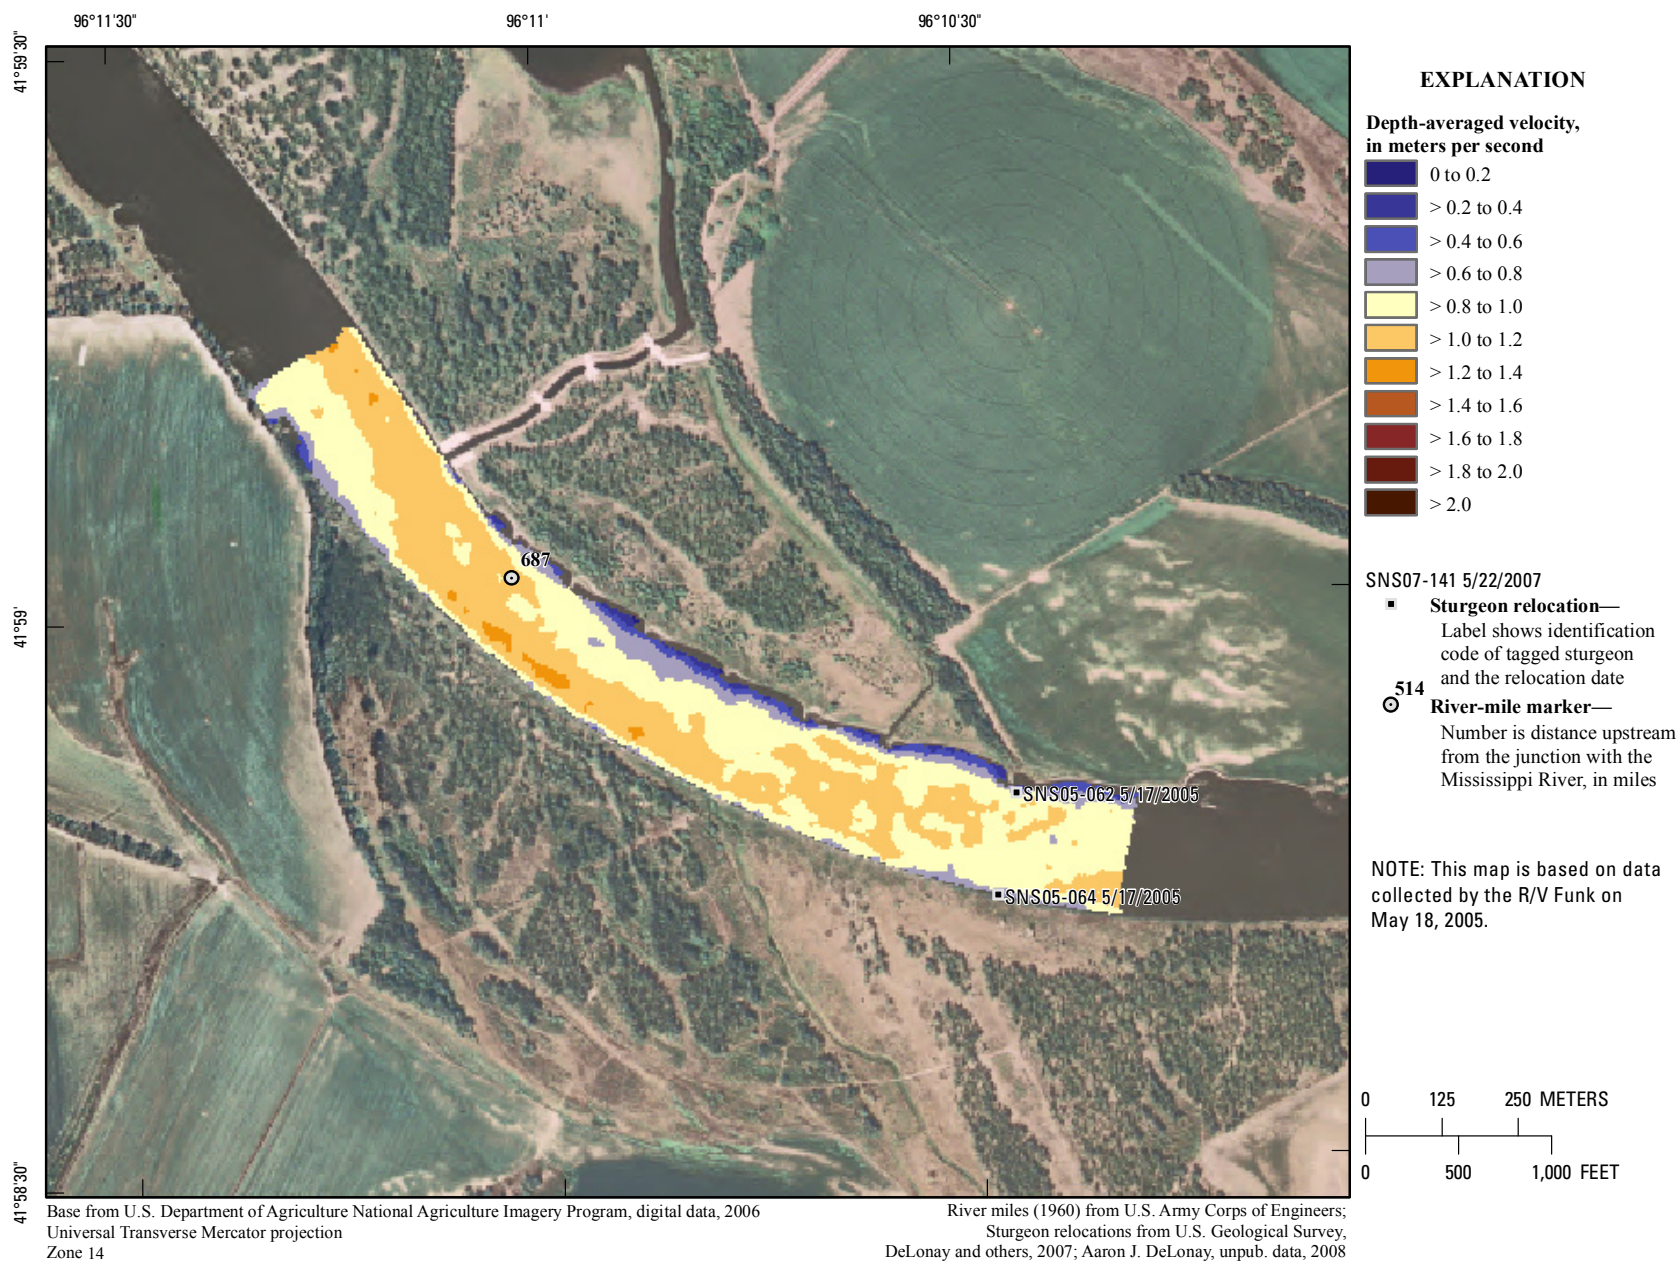 96°11'30"
96°11'
96°10'30"
41°59'30"
41°59'
41°58'30"
687
SNS05-062 5/17/2005
SNS05-064 5/17/2005
EXPLANATION
Depth-averaged velocity,
in meters per second
0 to 0.2
> 0.2 to 0.4
> 0.4 to 0.6
> 0.6 to 0.8
> 0.8 to 1.0
> 1.0 to 1.2
> 1.2 to 1.4
> 1.4 to 1.6
> 1.6 to 1.8
> 1.8 to 2.0
> 2.0
SNS07-141 5/22/2007
Sturgeon relocation—
Label shows identification
code of tagged sturgeon
and the relocation date
514
River-mile marker—
Number is distance upstream
from the junction with the
Mississippi River, in miles
NOTE: This map is based on data
collected by the R/V Funk on
May 18, 2005.
0 125 250 METERS
0 500 1,000 FEET
Base from U.S. Department of Agriculture National Agriculture Imagery Program, digital data, 2006
Universal Transverse Mercator projection
Zone 14
River miles (1960) from U.S. Army Corps of Engineers;
Sturgeon relocations from U.S. Geological Survey,
DeLonay and others, 2007; Aaron J. DeLonay, unpub. data, 2008